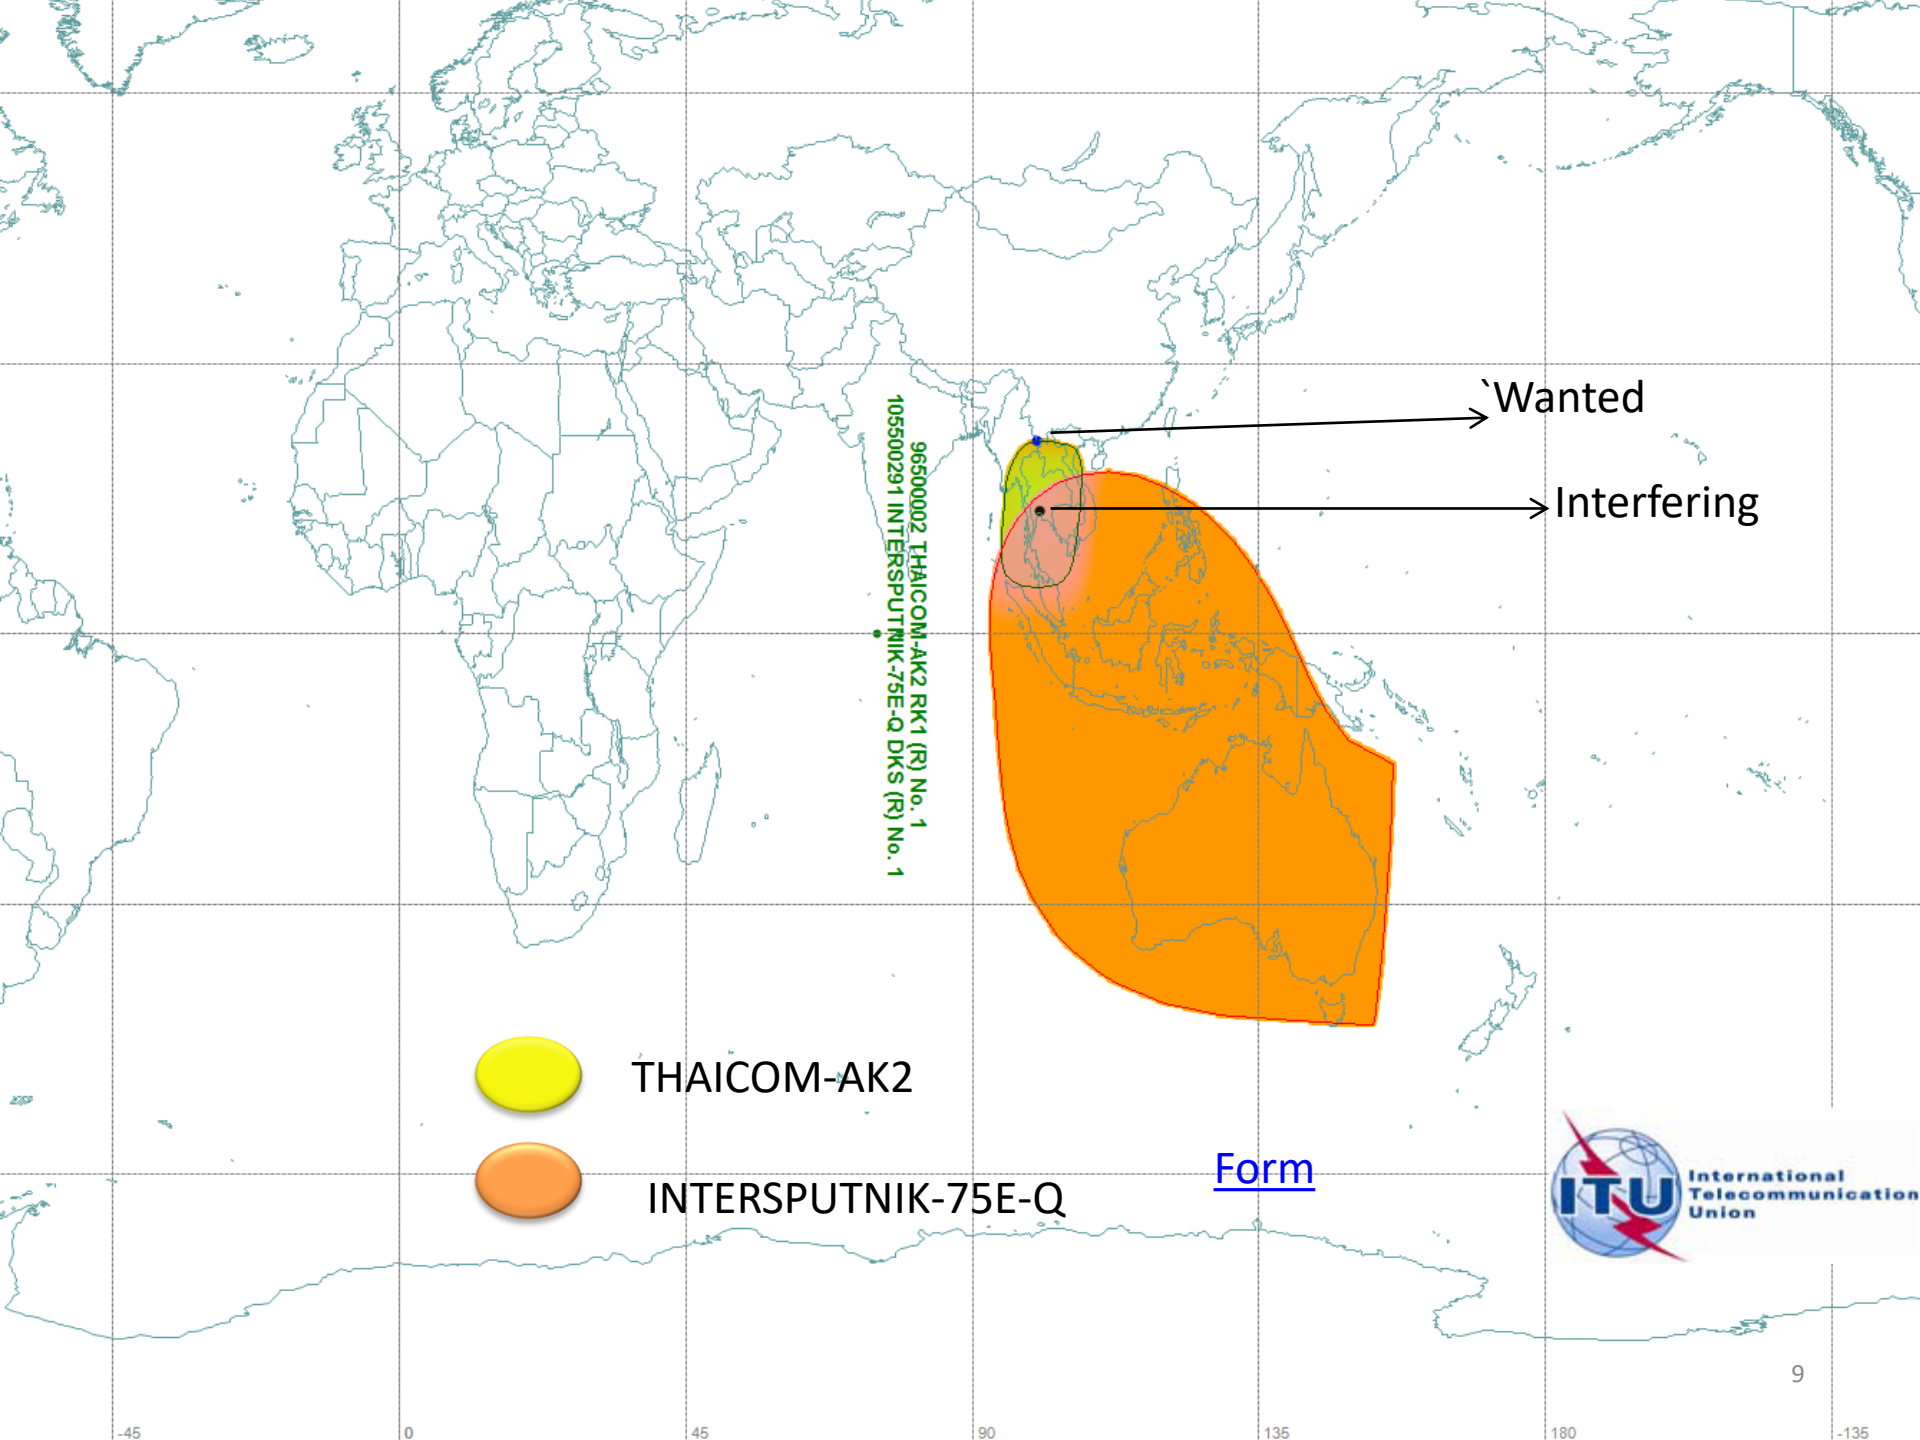 `Wanted
Interfering
96500002 THAICOM-AK2 RK1 (R) No. 1
105500291 INTERSPUTNIK-75E-Q DKS (R) No. 1
THAICOM-AK2
INTERSPUTNIK-75E-Q
Form
ITU
International
Telecommunication
Union
9
-45
0
45
90
135
180
-135